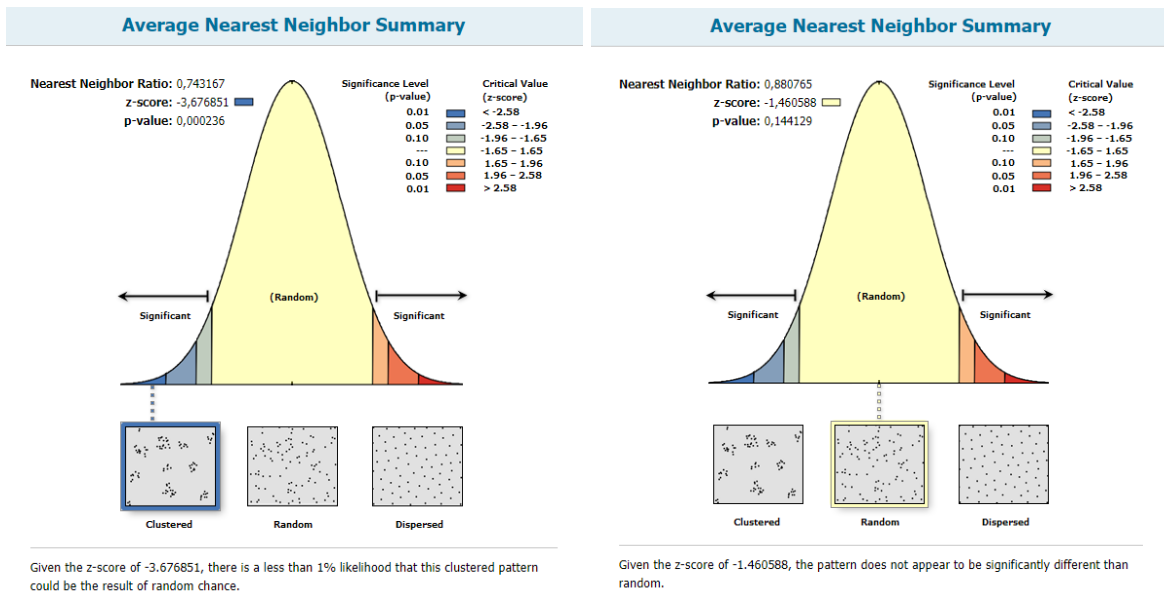 Average Nearest Neighbor Summary
Nearest Neighbor Ratio: 0,743167
z-score: -3,676851
p-value: 0,000236
Significance Level
(p-value)
Critical Value
(z-score)
0.01 < -2.58
0.05 -2.58 – -1.96
0.10 -1.96 – -1.65
--- -1.65 – 1.65
0.10 1.65 – 1.96
0.05 1.96 – 2.58
0.01 > 2.58
(Random)
Significant
Significant
Clustered
Random
Dispersed
Given the z-score of -3.676851, there is a less than 1% likelihood that this clustered pattern
could be the result of random chance.
Average Nearest Neighbor Summary
Nearest Neighbor Ratio: 0,880765
z-score: -1,460588
p-value: 0,144129
Significance Level
(p-value)
Critical Value
(z-score)
0.01 < -2.58
0.05 -2.58 – -1.96
0.10 -1.96 – -1.65
--- -1.65 – 1.65
0.10 1.65 – 1.96
0.05 1.96 – 2.58
0.01 > 2.58
(Random)
Significant
Significant
Clustered
Random
Dispersed
Given the z-score of -1.460588, the pattern does not appear to be significantly different than
random.